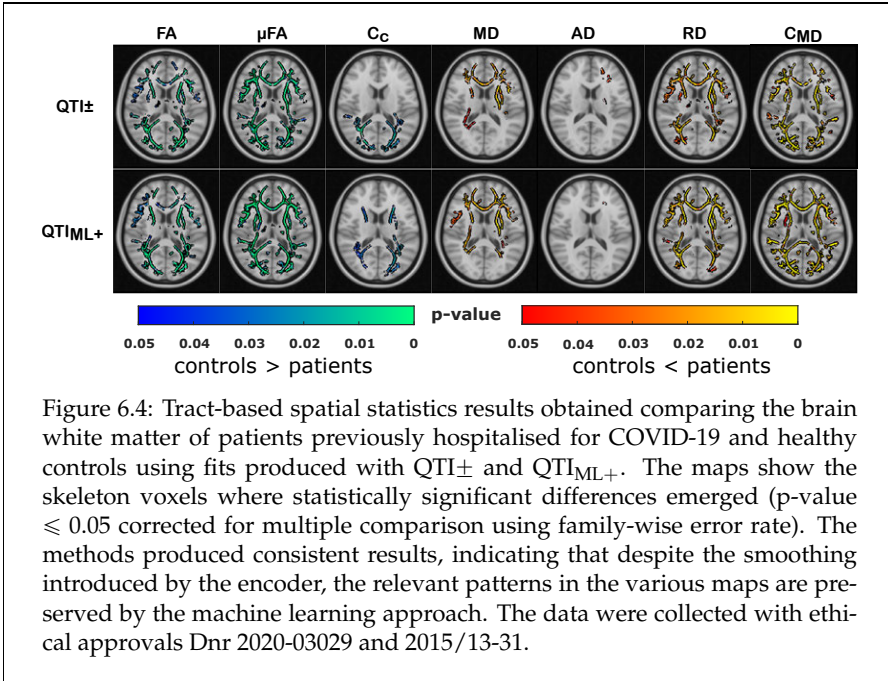 FA μFA Cc MD AD RD CMD
QTI±
QTIML+
p-value
0.05 0.04 0.03 0.02 0.01 0 0.05 0.04 0.03 0.02 0.01 0
controls > patients controls < patients
Figure 6.4: Tract-based spatial statistics results obtained comparing the brain
white matter of patients previously hospitalised for COVID-19 and healthy
controls using fits produced with QTI± and QTIML+. The maps show the
skeleton voxels where statistically significant differences emerged (p-value
⩽ 0.05 corrected for multiple comparison using family-wise error rate). The
methods produced consistent results, indicating that despite the smoothing
introduced by the encoder, the relevant patterns in the various maps are pre-
served by the machine learning approach. The data were collected with ethi-
cal approvals Dnr 2020-03029 and 2015/13-31.